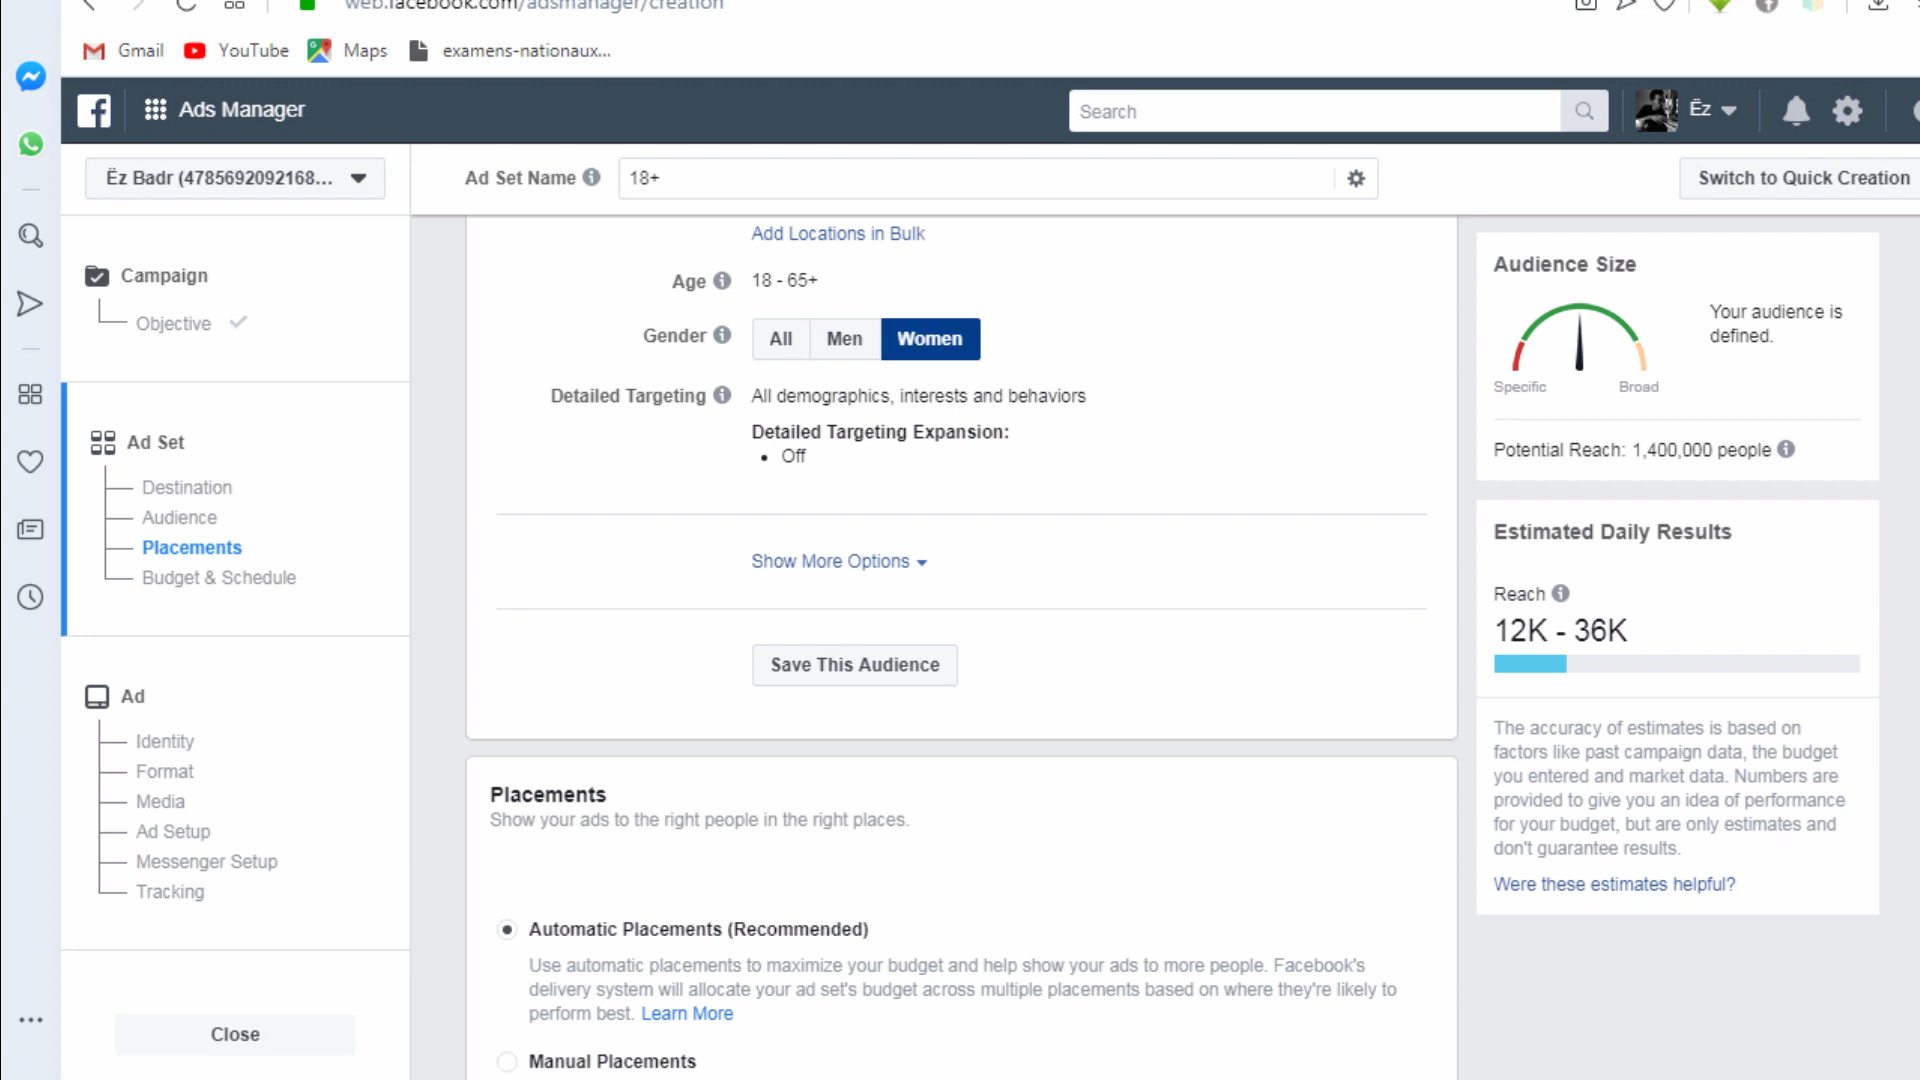 web.facebook.com/adsmanager/creation
Gmail YouTube Maps examens-nationaux...
Ads Manager
Search
Ëz
Ëz Badr (4785692092168...
Ad Set Name
18+
Switch to Quick Creation
Campaign
Objective
Ad Set
Destination
Audience
Placements
Budget & Schedule
Ad
Identity
Format
Media
Ad Setup
Messenger Setup
Tracking
Close
Add Locations in Bulk
Age 18 - 65+
Gender All Men Women
Detailed Targeting All demographics, interests and behaviors
Detailed Targeting Expansion:
• Off
Show More Options
Save This Audience
Placements
Show your ads to the right people in the right places.
Automatic Placements (Recommended)
Use automatic placements to maximize your budget and help show your ads to more people. Facebook's
delivery system will allocate your ad set's budget across multiple placements based on where they're likely to
perform best. Learn More
Manual Placements
Audience Size
Your audience is
defined.
Specific Broad
Potential Reach: 1,400,000 people
Estimated Daily Results
Reach
12K - 36K
The accuracy of estimates is based on
factors like past campaign data, the budget
you entered and market data. Numbers are
provided to give you an idea of performance
for your budget, but are only estimates and
don't guarantee results.
Were these estimates helpful?